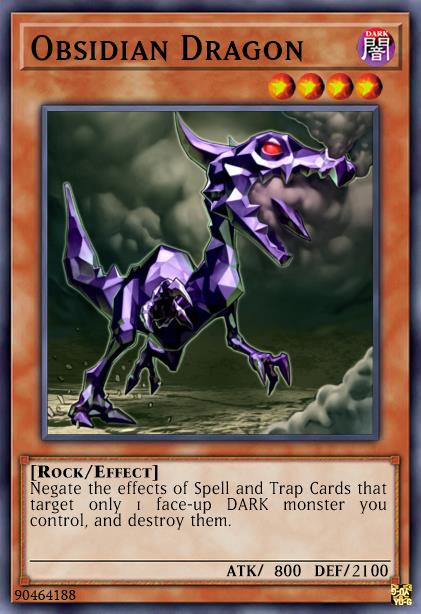 OBSIDIAN DRAGON
DARK
闇
[ROCK/EFFECT]
Negate the effects of Spell and Trap Cards that
target only 1 face-up DARK monster you
control, and destroy them.
ATK/ 800 DEF/2100
90464188